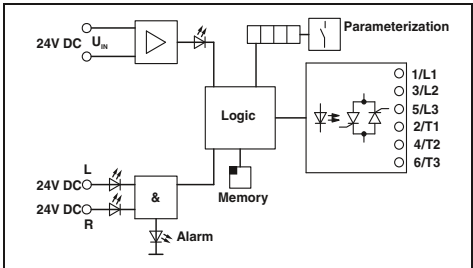 Parameterization
24V DC U_IN
1/L1
3/L2
5/L3
2/T1
4/T2
6/T3
Logic
L
24V DC
24V DC
R
&
Memory
Alarm